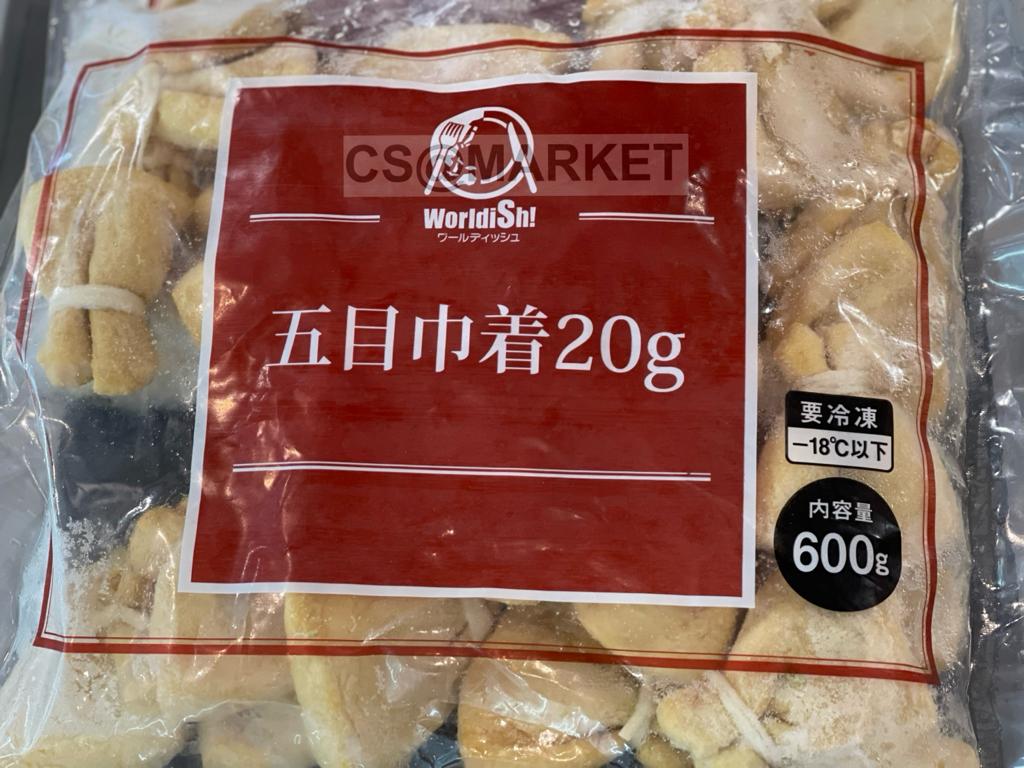 CS@MARKET
WorldiSh!
ワールディッシュ
五目巾着20g
要冷凍
−18℃以下
内容量
600g